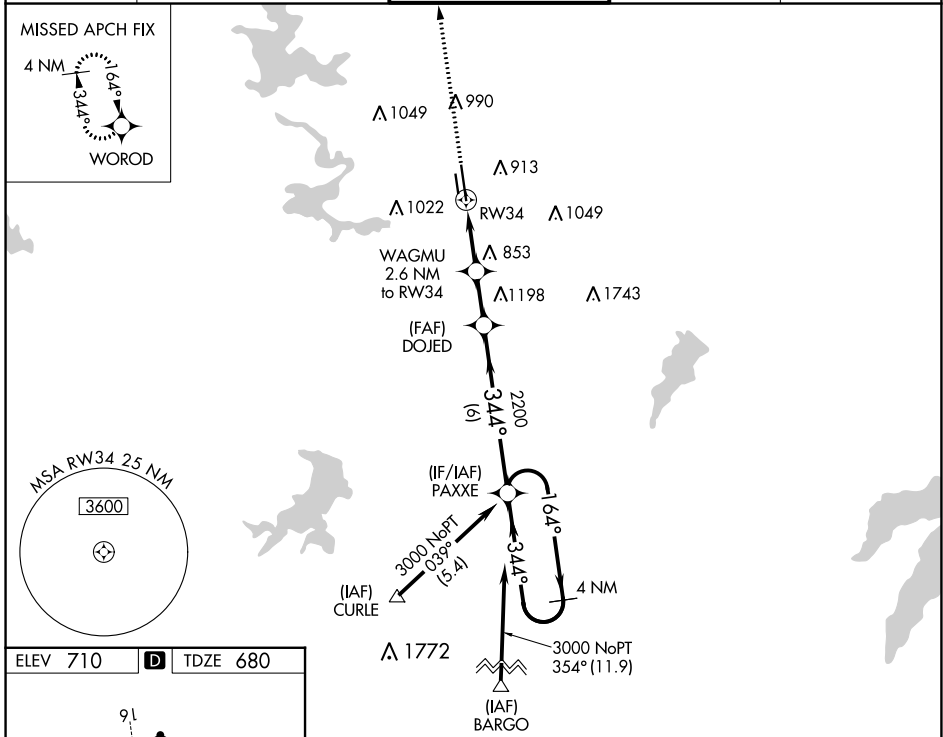 MISSED APCH FIX
4 NM
164°
344°
WOROD
1049
990
913
1022
RW34
1049
WAGMU
2.6 NM
to RW34
853
1198
1743
(FAF)
DOJED
2200
344°
(6)
MSA RW34 25 NM
3600
(IF/IAF)
PAXXE
164°
344°
4 NM
3000 NoPT
039°
(5.4)
(IAF)
CURLE
1772
3000 NoPT
354° (11.9)
(IAF)
BARGO
ELEV 710 D TDZE 680
16